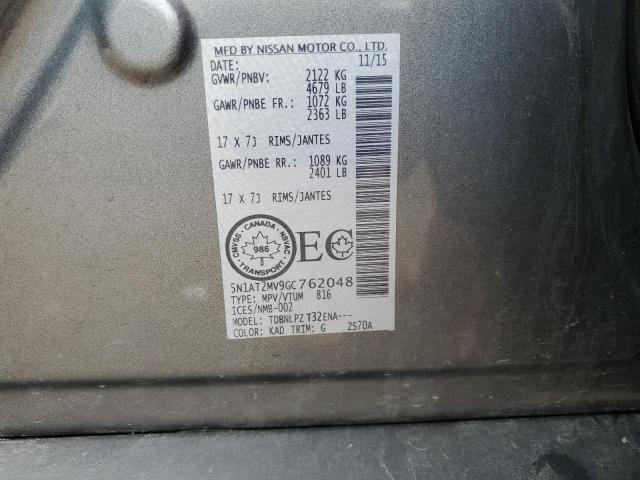 MFD BY NISSAN MOTOR CO., LTD.
DATE: 11/15
GVWR/PNBV: 2122 KG
4679 LB
GAWR/PNBE FR.: 1072 KG
2363 LB
17 X 7J RIMS/JANTES
GAWR/PNBE RR.: 1089 KG
2401 LB
17 X 7J RIMS/JANTES
CANADA
CMVSS NSVAC
986
EC
5N1AT2MV9GC762048
TYPE: MPV/VTUM 816
ICES/NMB-002
MODEL: TDBNLPZ T32ENA---
COLOR: KAD TRIM: G ZS70A